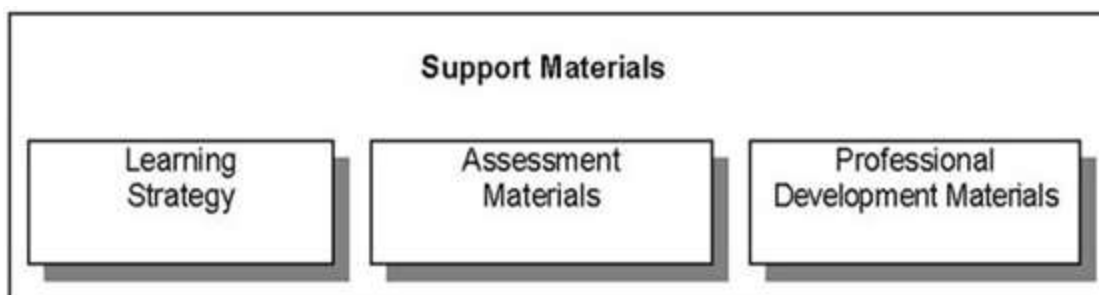 Support Materials
Learning
Strategy
Assessment
Materials
Professional
Development Materials